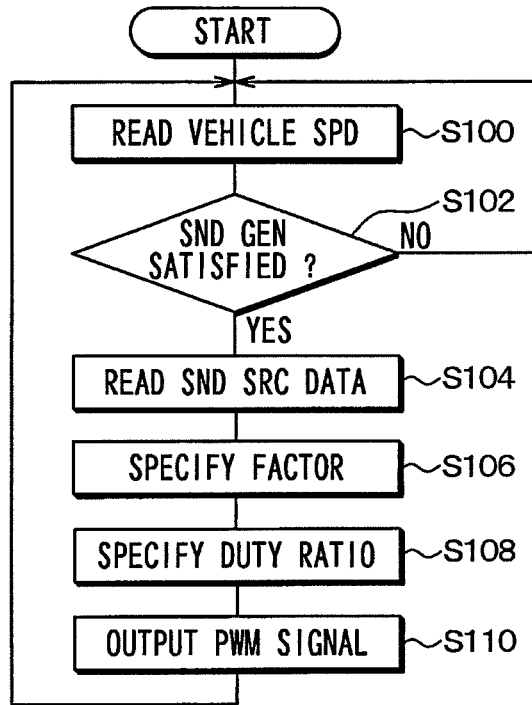 START
READ VEHICLE SPD
S100
S102
SND GEN
SATISFIED ?
NO
YES
READ SND SRC DATA
S104
SPECIFY FACTOR
S106
SPECIFY DUTY RATIO
S108
OUTPUT PWM SIGNAL
S110